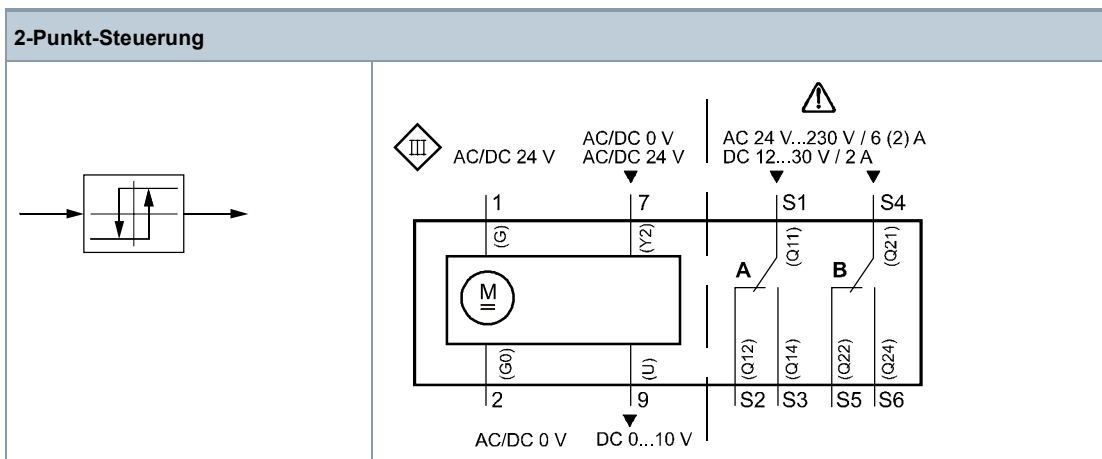 2-Punkt-Steuerung
III
AC/DC 24 V
AC/DC 0 V
AC/DC 24 V
AC 24 V...230 V / 6 (2) A
DC 12...30 V / 2 A
1
7
S1
S4
(G)
(Y2)
(Q11)
(Q21)
A
B
M
(G0)
(U)
(Q12)
(Q14)
(Q22)
(Q24)
2
9
S2
S3
S5
S6
AC/DC 0 V
DC 0...10 V